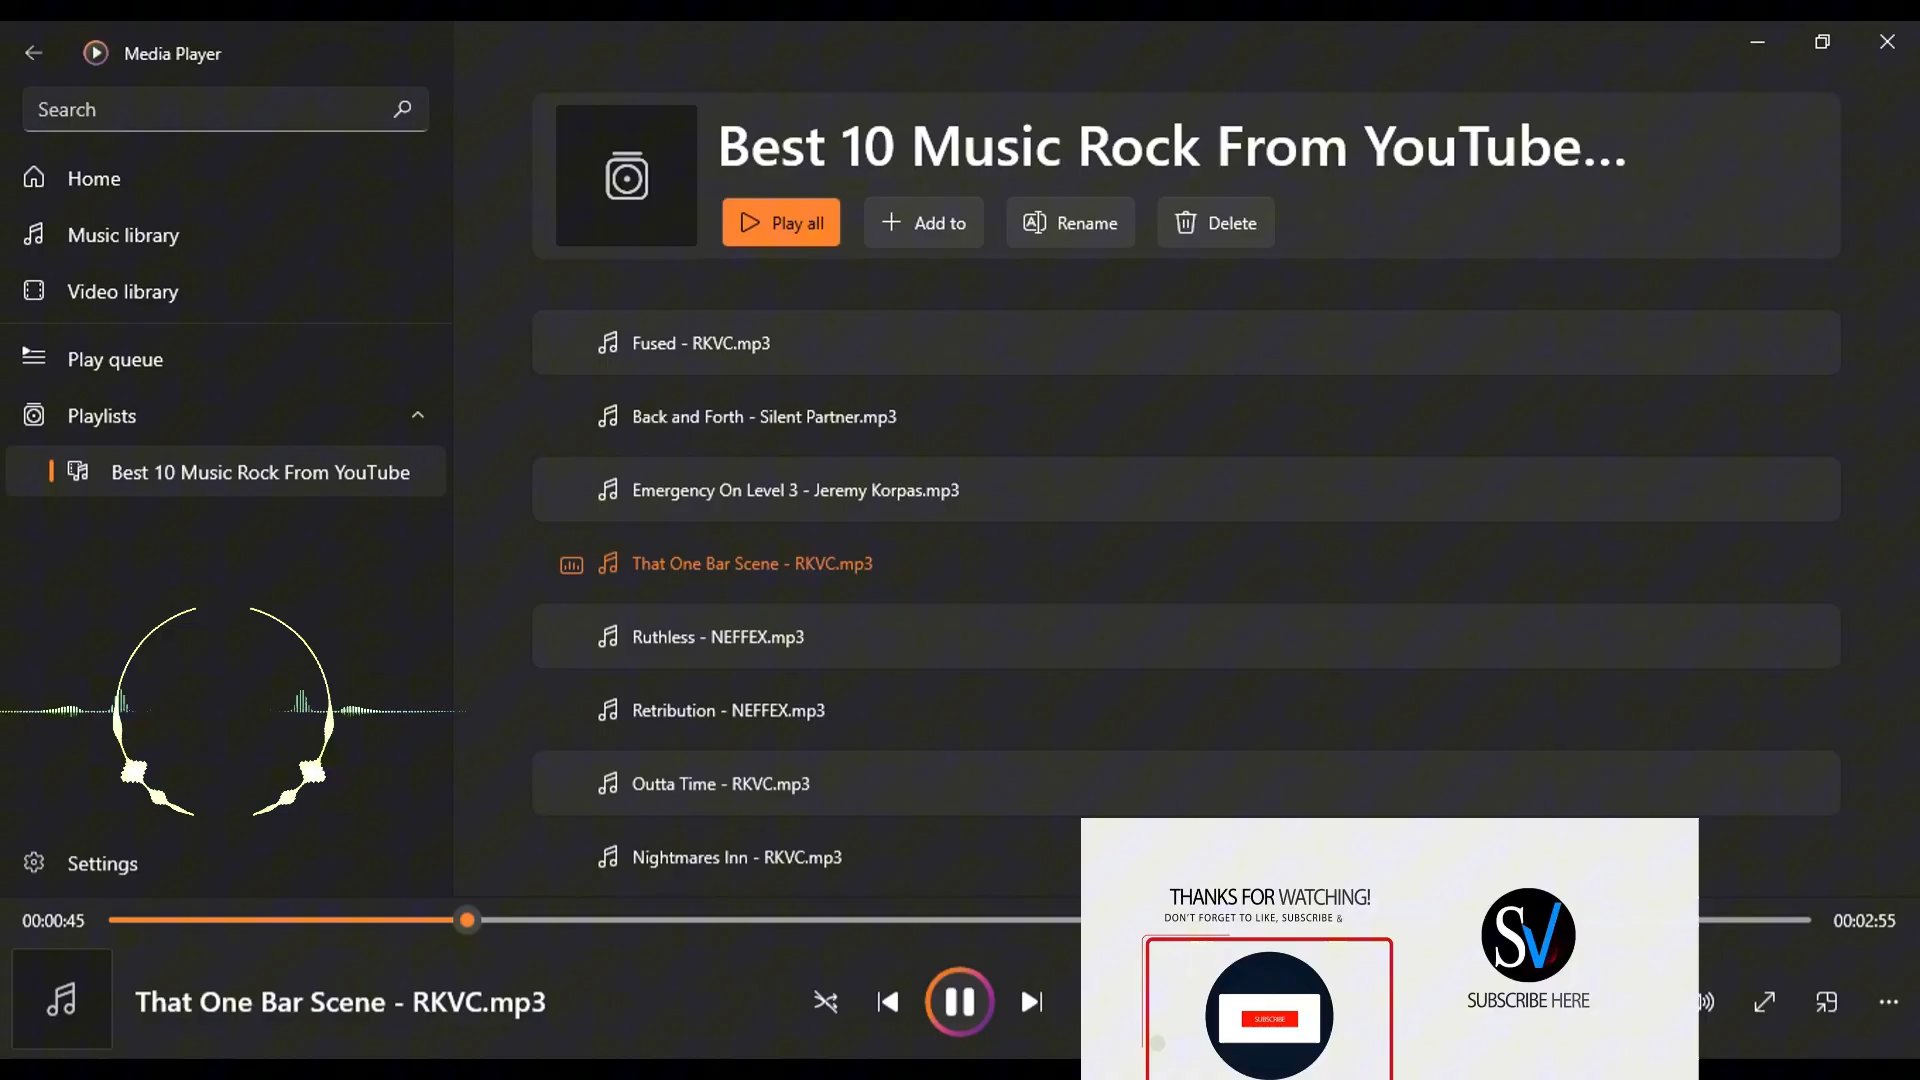 Media Player
Search
Home
Music library
Video library
Play queue
Playlists
Best 10 Music Rock From YouTube
Settings
Best 10 Music Rock From YouTube...
Play all
Add to
Rename
Delete
Fused - RKVC.mp3
Back and Forth - Silent Partner.mp3
Emergency On Level 3 - Jeremy Korpas.mp3
That One Bar Scene - RKVC.mp3
Ruthless - NEFFEX.mp3
Retribution - NEFFEX.mp3
Outta Time - RKVC.mp3
Nightmares Inn - RKVC.mp3
00:00:45
00:02:55
That One Bar Scene - RKVC.mp3
THANKS FOR WATCHING!
DON'T FORGET TO LIKE, SUBSCRIBE &
SUBSCRIBE
SV
SUBSCRIBE HERE